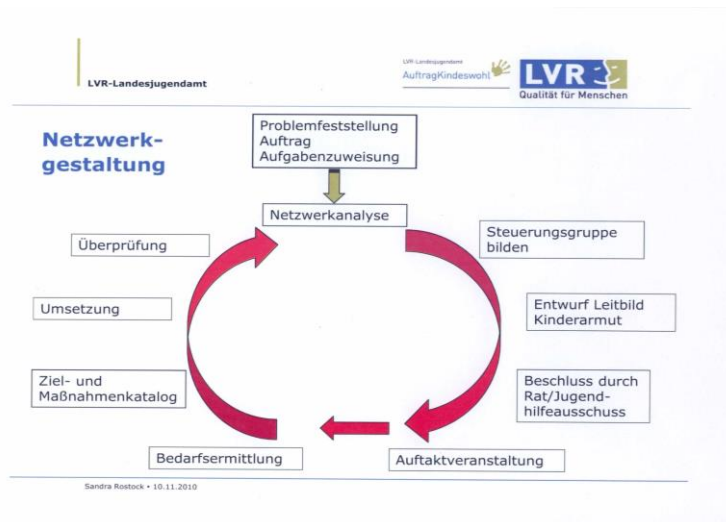 LVR-Landesjugendamt
LVR-Landesjugendamt
AuftragKindeswohl
LVR
Qualität für Menschen
Netzwerk-
gestaltung
Problemfeststellung
Auftrag
Aufgabenzuweisung
Netzwerkanalyse
Steuerungsgruppe
bilden
Entwurf Leitbild
Kinderarmut
Beschluss durch
Rat/Jugend-
hilfeausschuss
Auftaktveranstaltung
Bedarfsermittlung
Ziel- und
Maßnahmenkatalog
Umsetzung
Überprüfung
Sandra Rostock • 10.11.2010